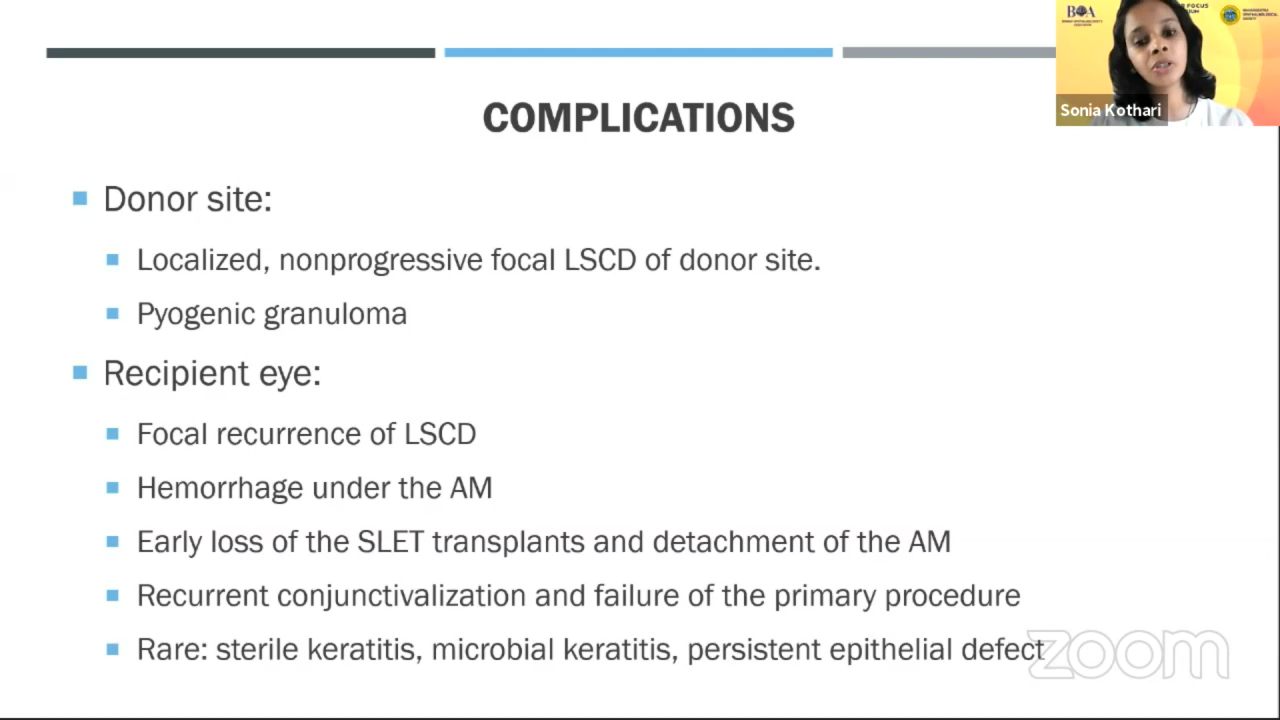 BOA
FOCUS
Sonia Kothari
COMPLICATIONS
Donor site:
Localized, nonprogressive focal LSCD of donor site.
Pyogenic granuloma
Recipient eye:
Focal recurrence of LSCD
Hemorrhage under the AM
Early loss of the SLET transplants and detachment of the AM
Recurrent conjunctivalization and failure of the primary procedure
Rare: sterile keratitis, microbial keratitis, persistent epithelial defect
zoom